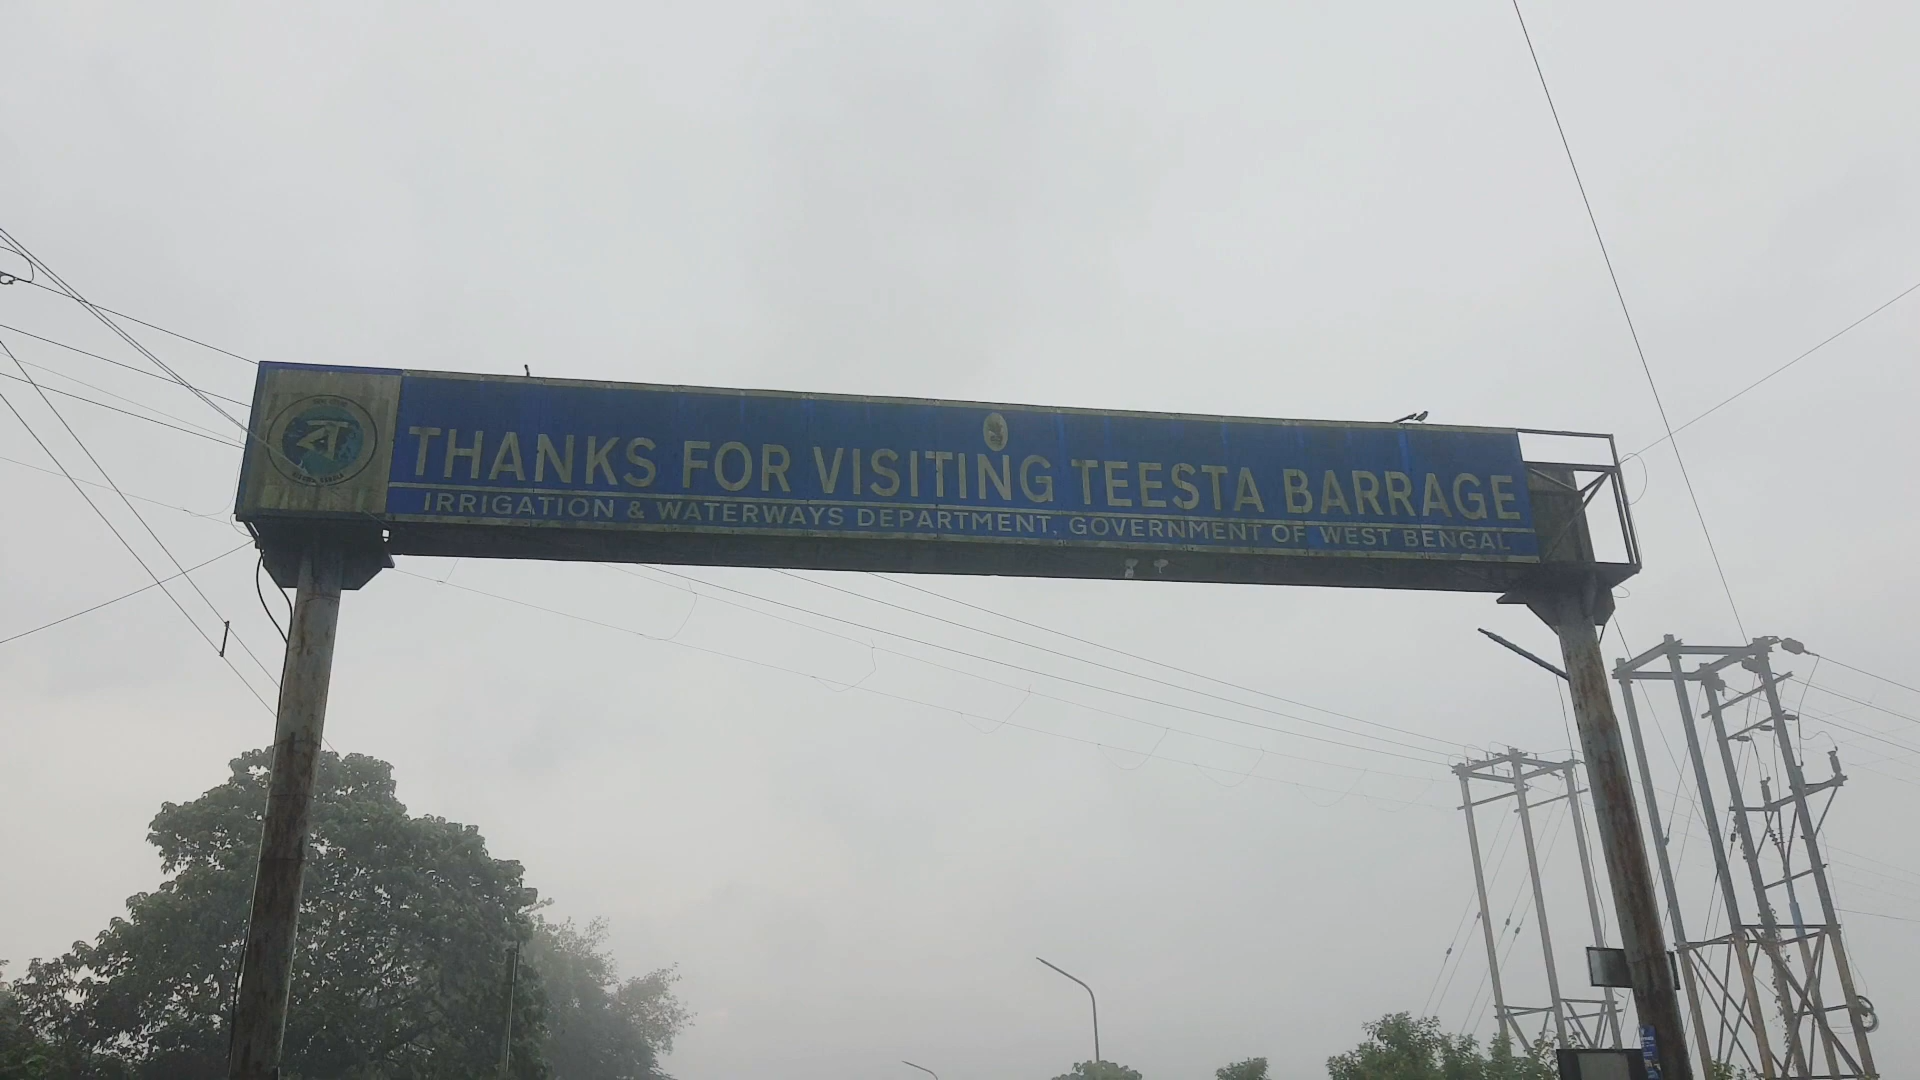 ব
THANKS FOR VISITING TEESTA BARRAGE
IRRIGATION & WATERWAYS DEPARTMENT, GOVERNMENT OF WEST BENGAL